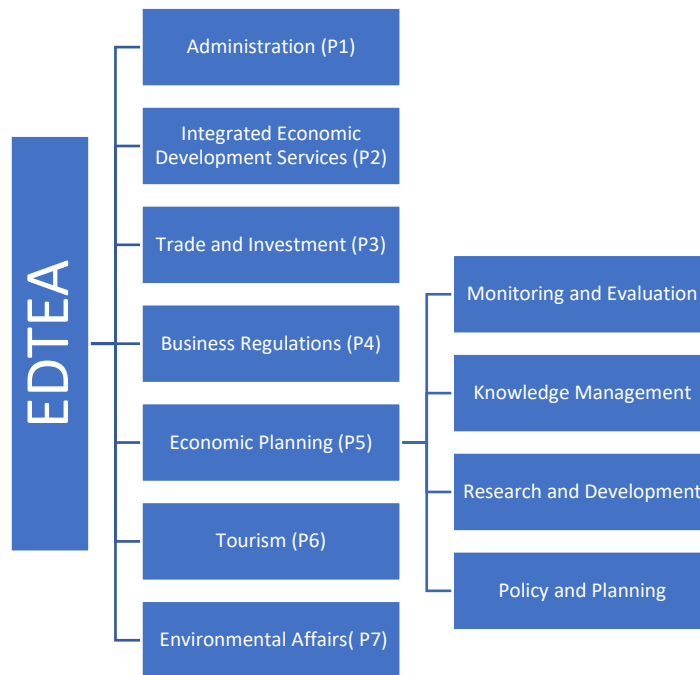 EDTEA
Administration (P1)
Integrated Economic
Development Services (P2)
Trade and Investment (P3)
Business Regulations (P4)
Economic Planning (P5)
Tourism (P6)
Environmental Affairs( P7)
Monitoring and Evaluation
Knowledge Management
Research and Development
Policy and Planning